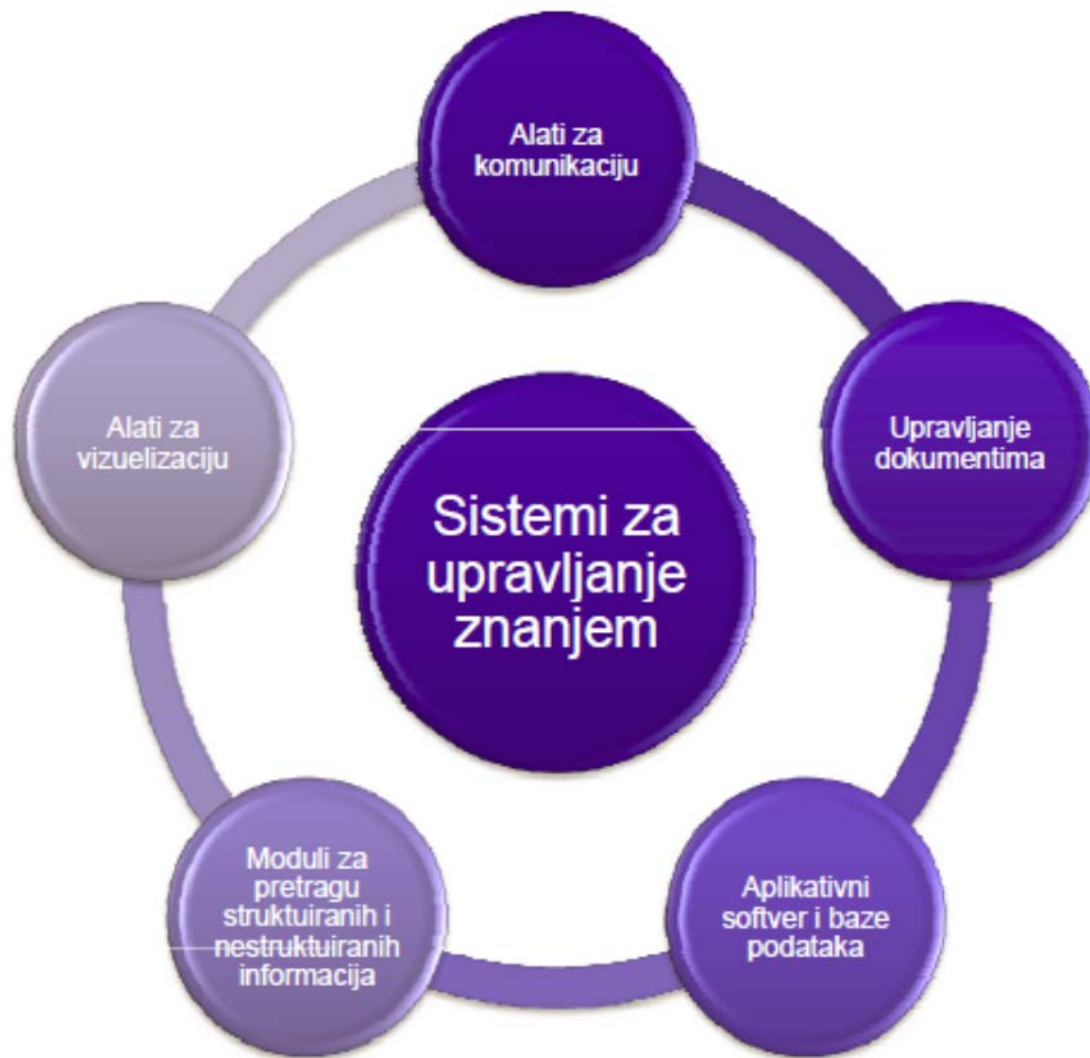 Alati za
komunikaciju
Upravljanje
dokumentima
Alati za
vizuelizaciju
Sistemi za
upravljanje
znanjem
Aplikativni
softver i baze
podataka
Moduli za
pretragu
struktuiranih i
nestruktuiranih
informacija